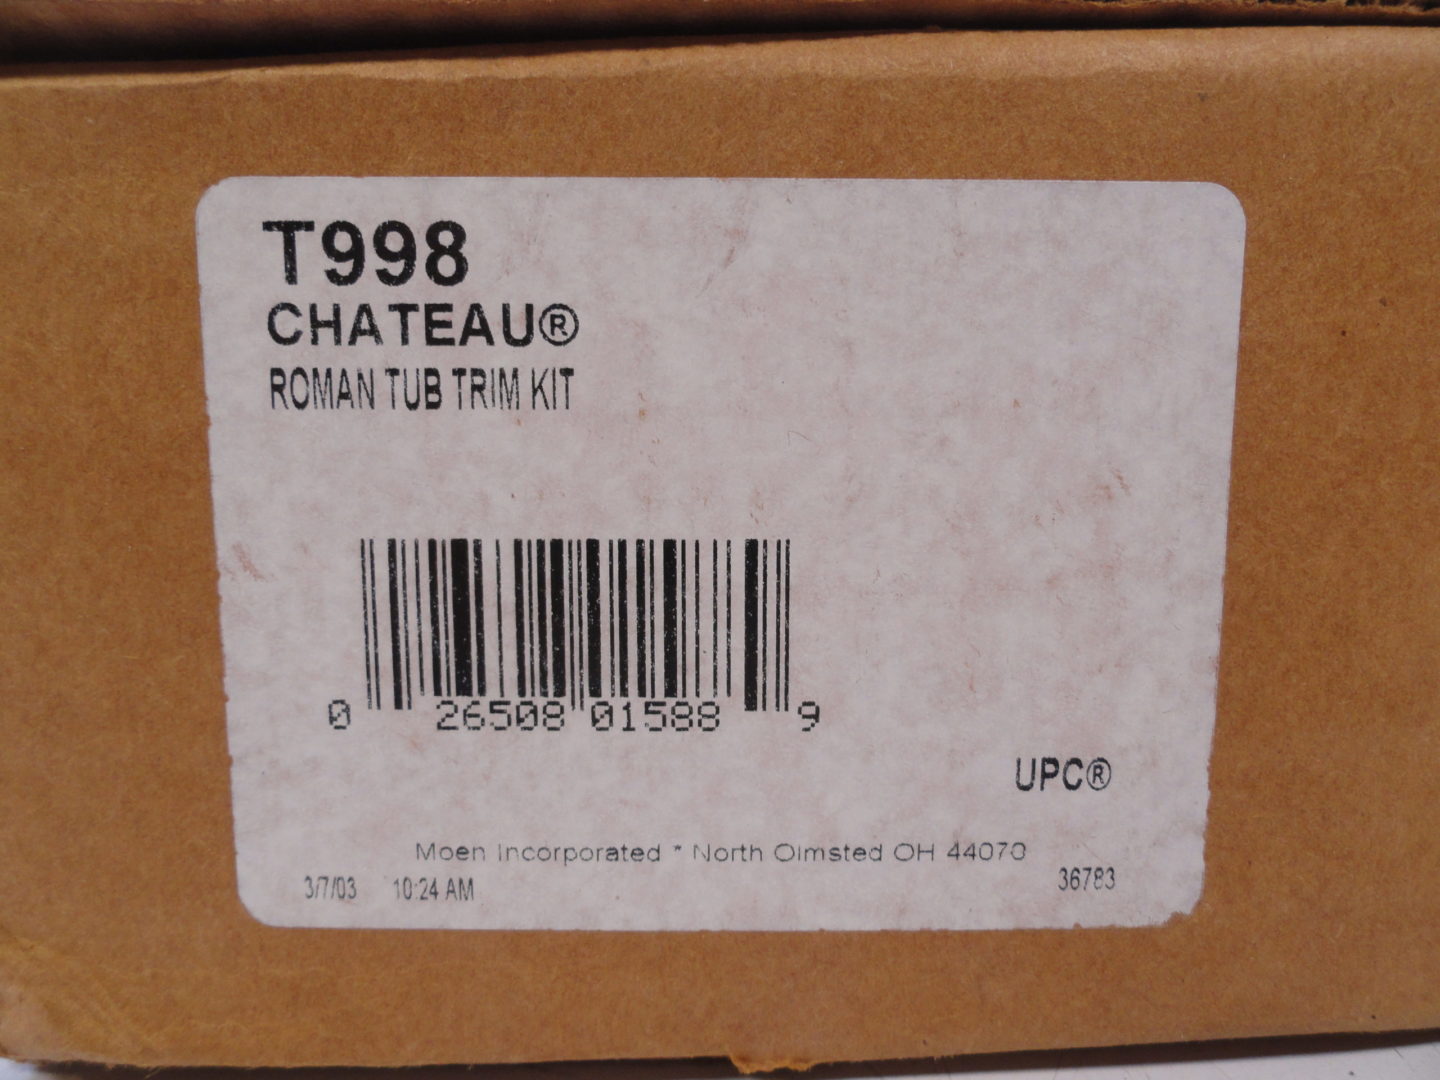 T998
CHATEAU®
ROMAN TUB TRIM KIT
0 26508 01588 9
UPC®
Moen Incorporated * North Olmsted OH 44070
3/7/03 10:24 AM 36783